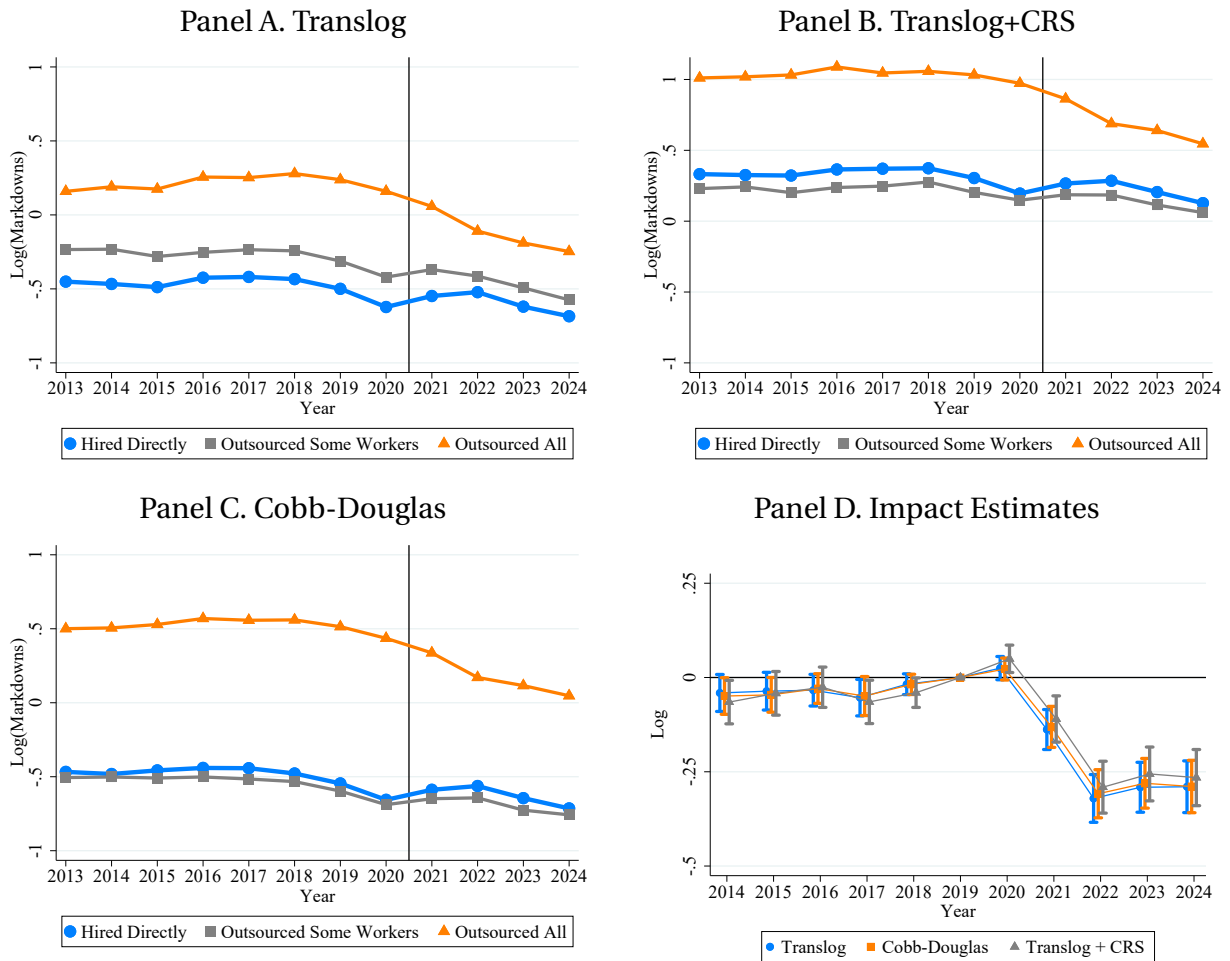 Panel A. Translog
Log(Markdowns)
1
.5
0
-.5
-1
2013 2014 2015 2016 2017 2018 2019 2020 2021 2022 2023 2024
Year
Hired Directly Outsourced Some Workers Outsourced All
Panel B. Translog+CRS
Log(Markdowns)
1
.5
0
-.5
-1
2013 2014 2015 2016 2017 2018 2019 2020 2021 2022 2023 2024
Year
Hired Directly Outsourced Some Workers Outsourced All
Panel C. Cobb-Douglas
Log(Markdowns)
1
.5
0
-.5
-1
2013 2014 2015 2016 2017 2018 2019 2020 2021 2022 2023 2024
Year
Hired Directly Outsourced Some Workers Outsourced All
Panel D. Impact Estimates
Log
.25
0
-.25
-.5
2014 2015 2016 2017 2018 2019 2020 2021 2022 2023 2024
Year
Translog Cobb-Douglas Translog + CRS